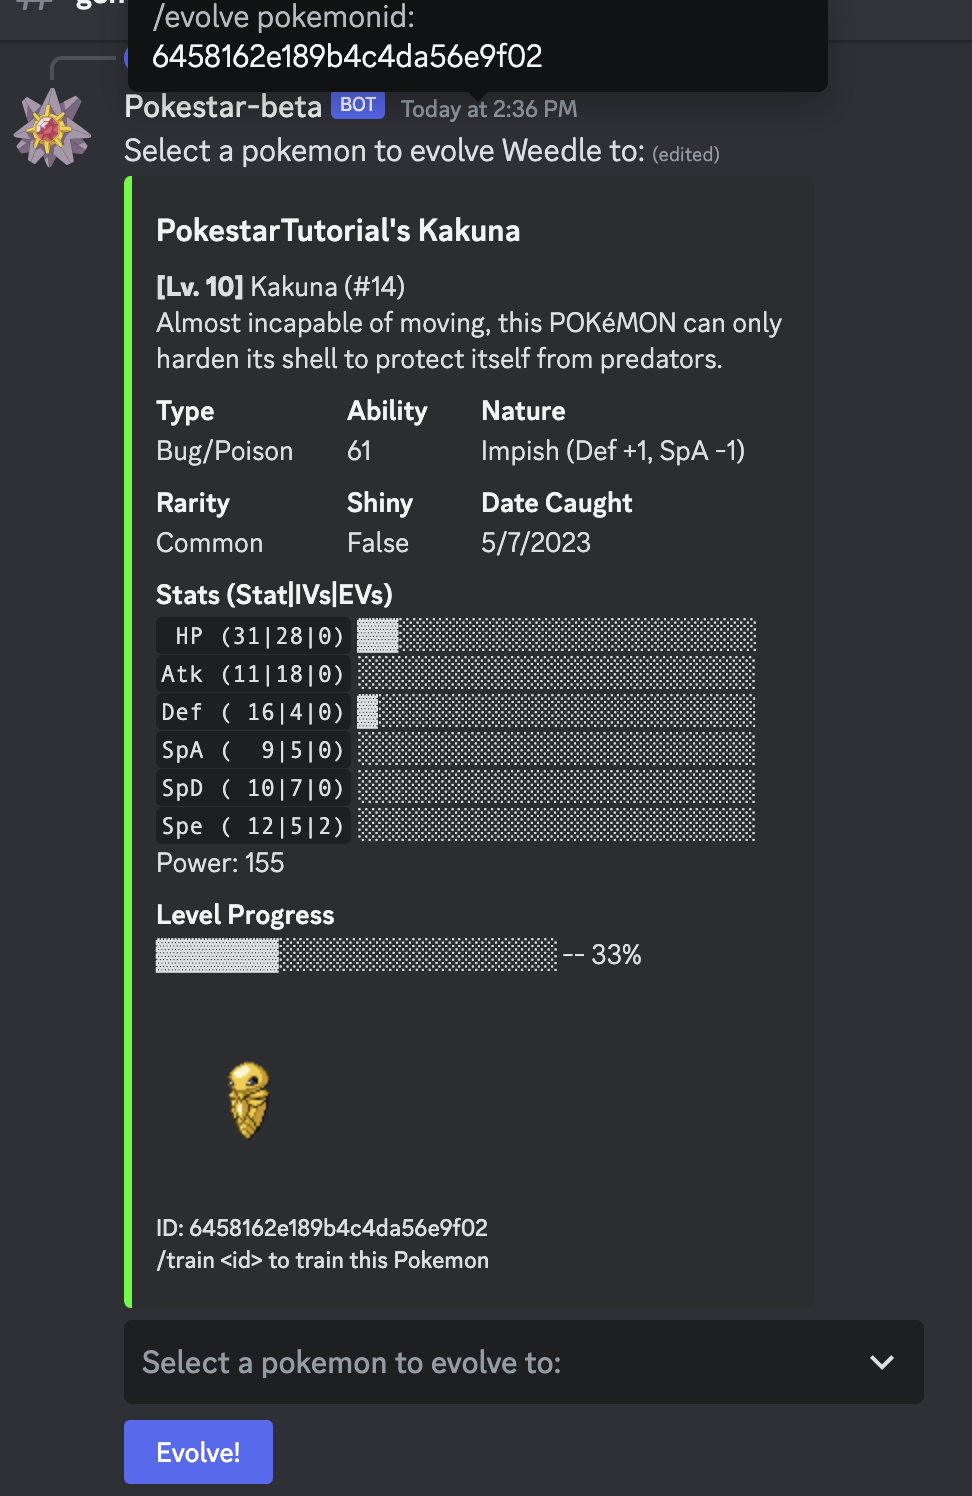 /evolve pokemonid:
6458162e189b4c4da56e9f02
Pokestar-beta BOT Today at 2:36 PM
Select a pokemon to evolve Weedle to: (edited)
PokestarTutorial's Kakuna
[Lv. 10] Kakuna (#14)
Almost incapable of moving, this POKéMON can only
harden its shell to protect itself from predators.
Type Ability Nature
Bug/Poison 61 Impish (Def +1, SpA -1)
Rarity Shiny Date Caught
Common False 5/7/2023
Stats (Stat|IVs|EVs)
HP (31|28|0)
Atk (11|18|0)
Def ( 16|4|0)
SpA (  9|5|0)
SpD ( 10|7|0)
Spe ( 12|5|2)
Power: 155
Level Progress
-- 33%
ID: 6458162e189b4c4da56e9f02
/train <id> to train this Pokemon
Select a pokemon to evolve to:
Evolve!